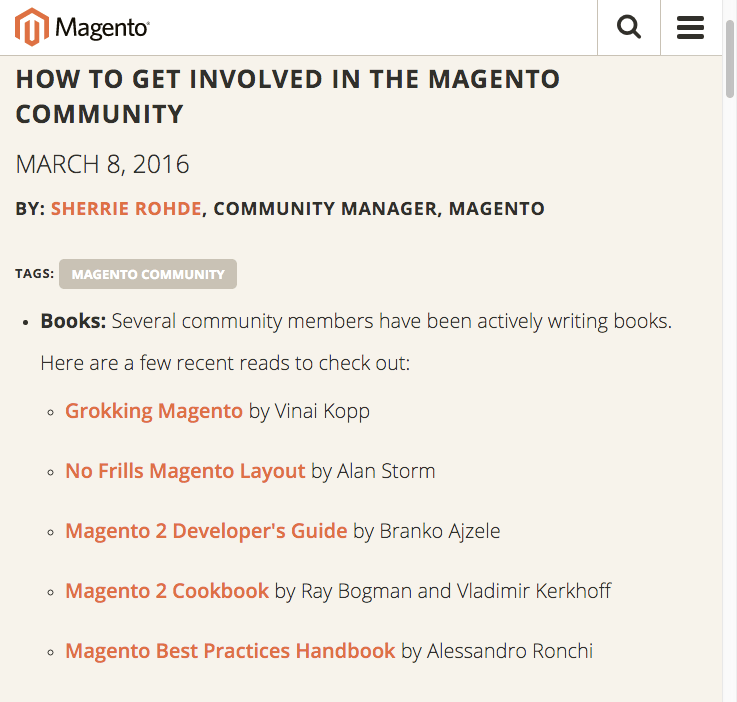 Magento
HOW TO GET INVOLVED IN THE MAGENTO
COMMUNITY
MARCH 8, 2016
BY: SHERRIE ROHDE, COMMUNITY MANAGER, MAGENTO
TAGS: MAGENTO COMMUNITY
• Books: Several community members have been actively writing books.
Here are a few recent reads to check out:
◦ Grokking Magento by Vinai Kopp
◦ No Frills Magento Layout by Alan Storm
◦ Magento 2 Developer's Guide by Branko Ajzele
◦ Magento 2 Cookbook by Ray Bogman and Vladimir Kerkhoff
◦ Magento Best Practices Handbook by Alessandro Ronchi